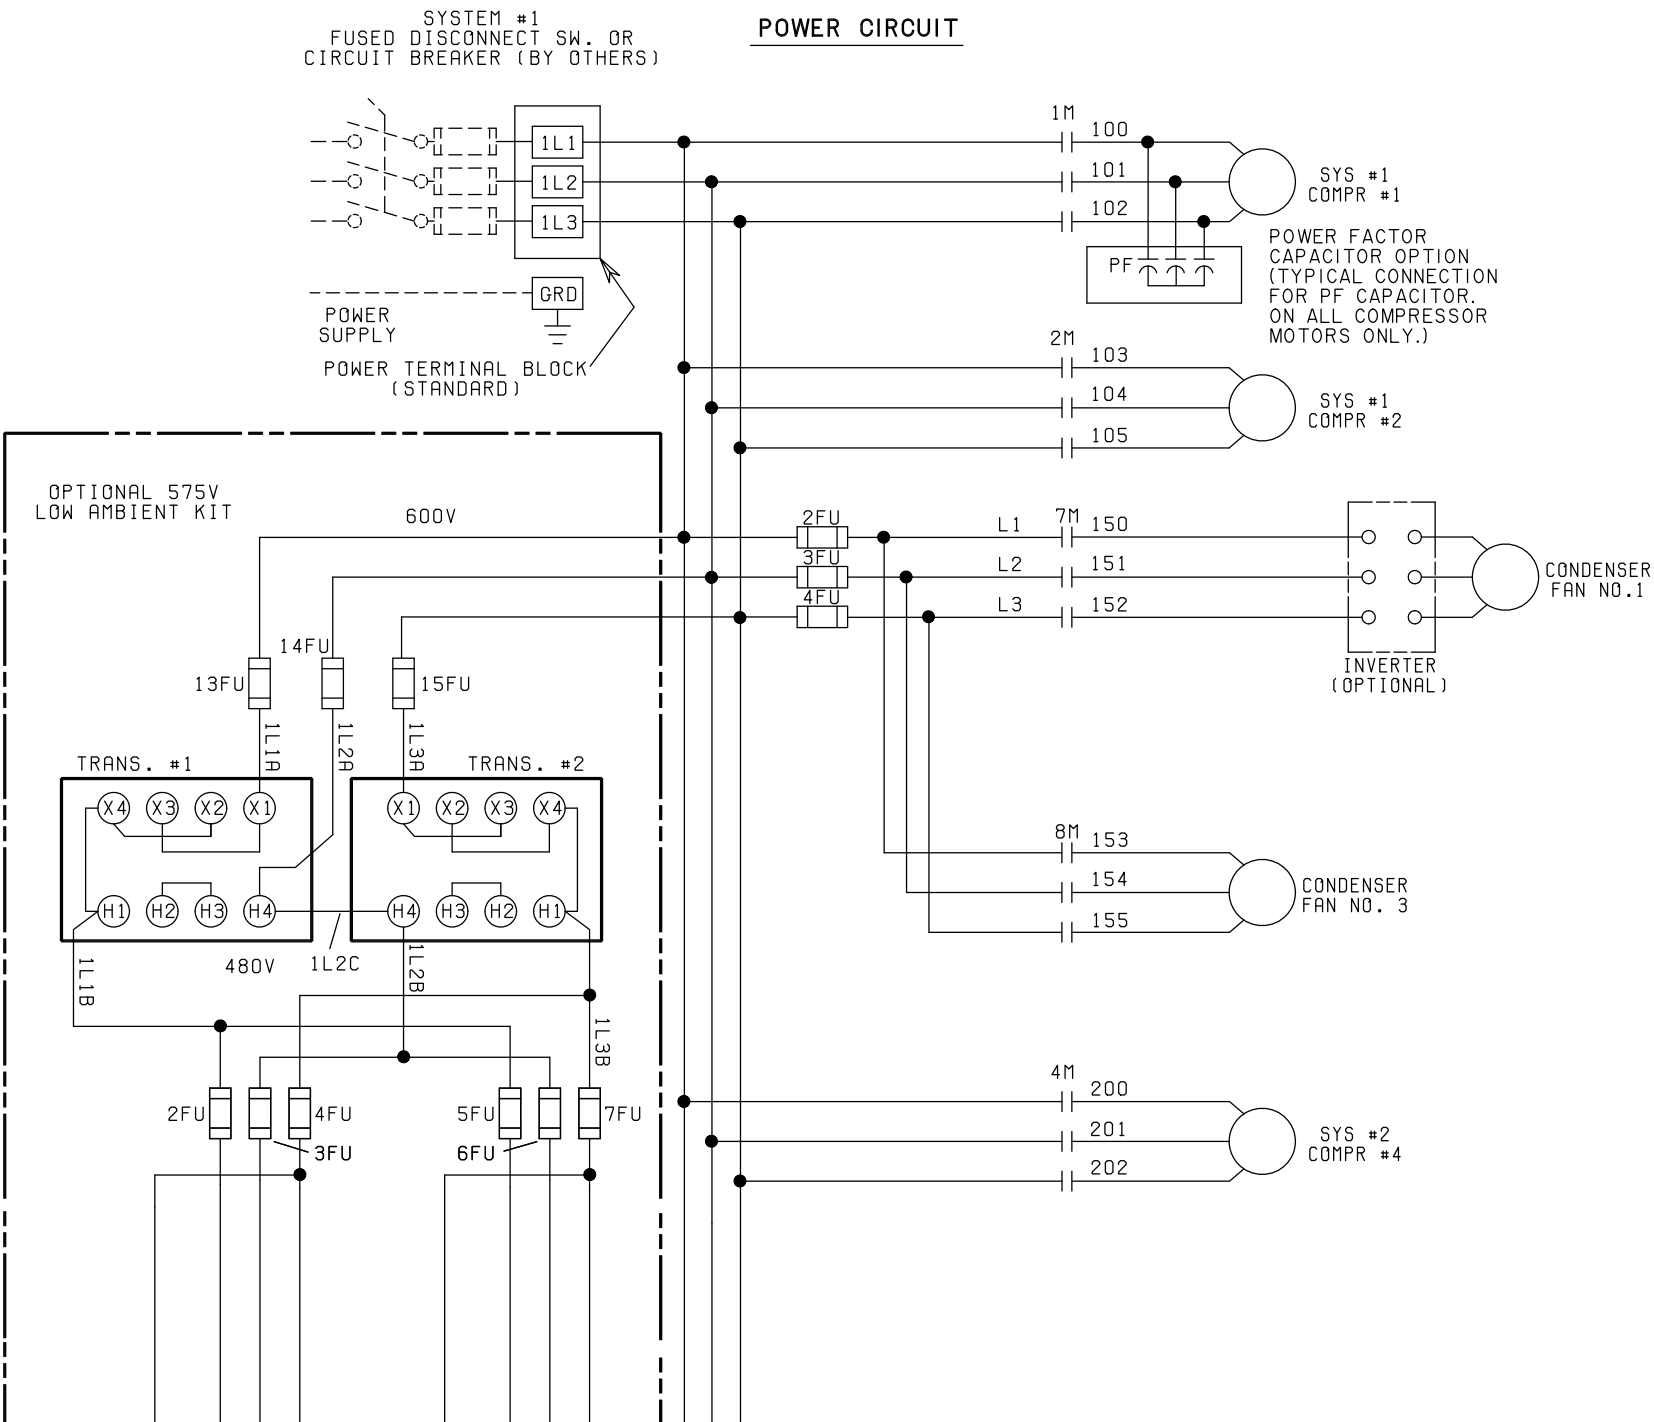 SYSTEM #1
FUSED DISCONNECT SW. OR
CIRCUIT BREAKER (BY OTHERS)
POWER CIRCUIT
1L1
1L2
1L3
GRD
POWER
SUPPLY
POWER TERMINAL BLOCK
(STANDARD)
1M
100
101
102
SYS #1
COMPR #1
PF
POWER FACTOR
CAPACITOR OPTION
(TYPICAL CONNECTION
FOR PF CAPACITOR.
ON ALL COMPRESSOR
MOTORS ONLY.)
2M
103
104
105
SYS #1
COMPR #2
OPTIONAL 575V
LOW AMBIENT KIT
600V
2FU
3FU
4FU
L1
L2
L3
7M
150
151
152
CONDENSER
FAN NO.1
INVERTER
(OPTIONAL)
13FU
14FU
15FU
1L1A
1L2A
1L3A
TRANS. #1
TRANS. #2
X4
X3
X2
X1
X1
X2
X3
X4
H1
H2
H3
H4
H4
H3
H2
H1
480V
1L2C
1L1B
1L2B
1L3B
8M
153
154
155
CONDENSER
FAN NO. 3
2FU
4FU
3FU
5FU
7FU
6FU
4M
200
201
202
SYS #2
COMPR #4